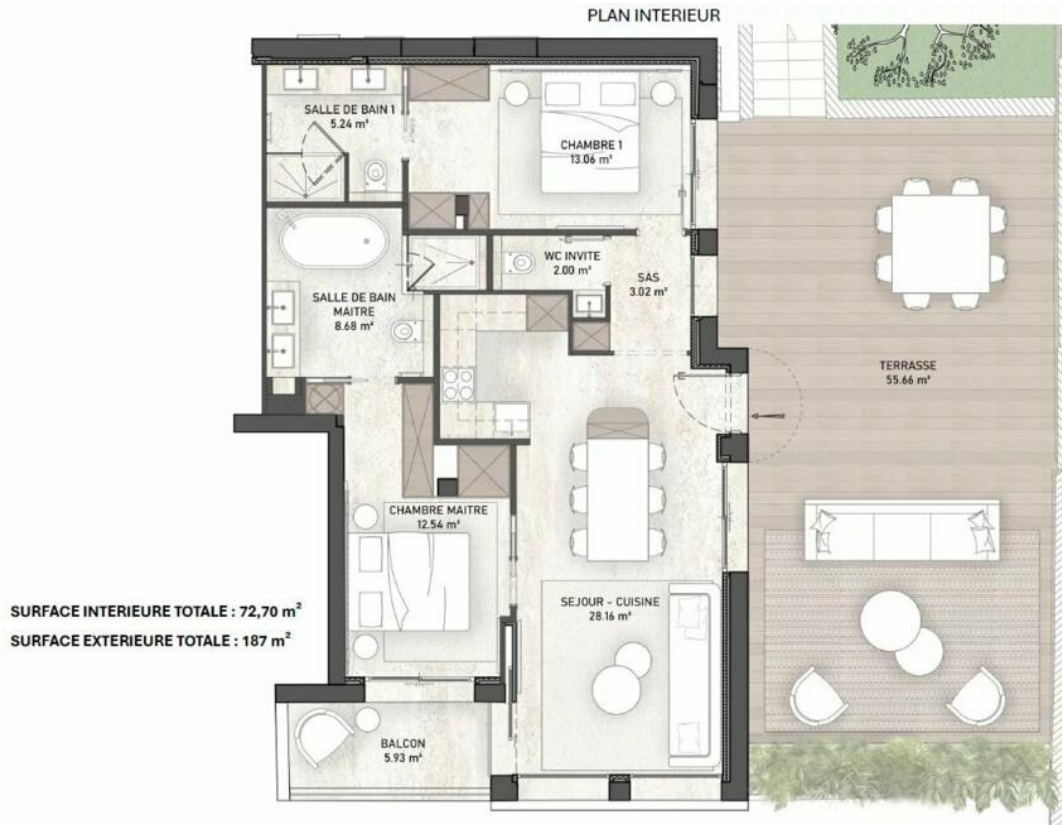 PLAN INTERIEUR
SALLE DE BAIN 1
5.24 m²
CHAMBRE 1
13.06 m²
WC INVITE
2.00 m²
SAS
3.02 m²
SALLE DE BAIN
MAITRE
8.68 m²
TERRASSE
55.66 m²
CHAMBRE MAITRE
12.54 m²
SEJOUR - CUISINE
28.16 m²
SURFACE INTERIEURE TOTALE : 72,70 m²
SURFACE EXTERIEURE TOTALE : 187 m²
BALCON
5.93 m²